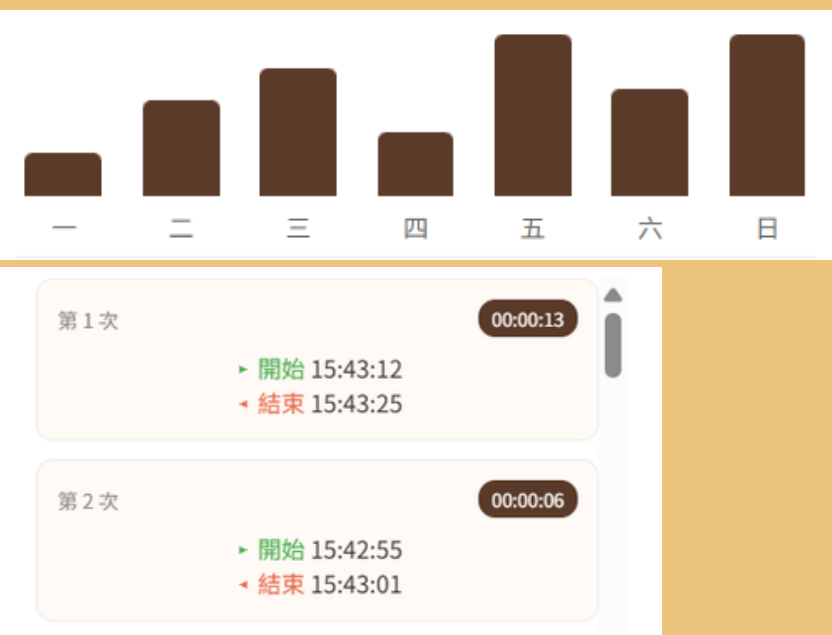 一 二 三 四 五 六 日
第 1 次 00:00:13
▸ 開始 15:43:12
◂ 結束 15:43:25
第 2 次 00:00:06
▸ 開始 15:42:55
◂ 結束 15:43:01